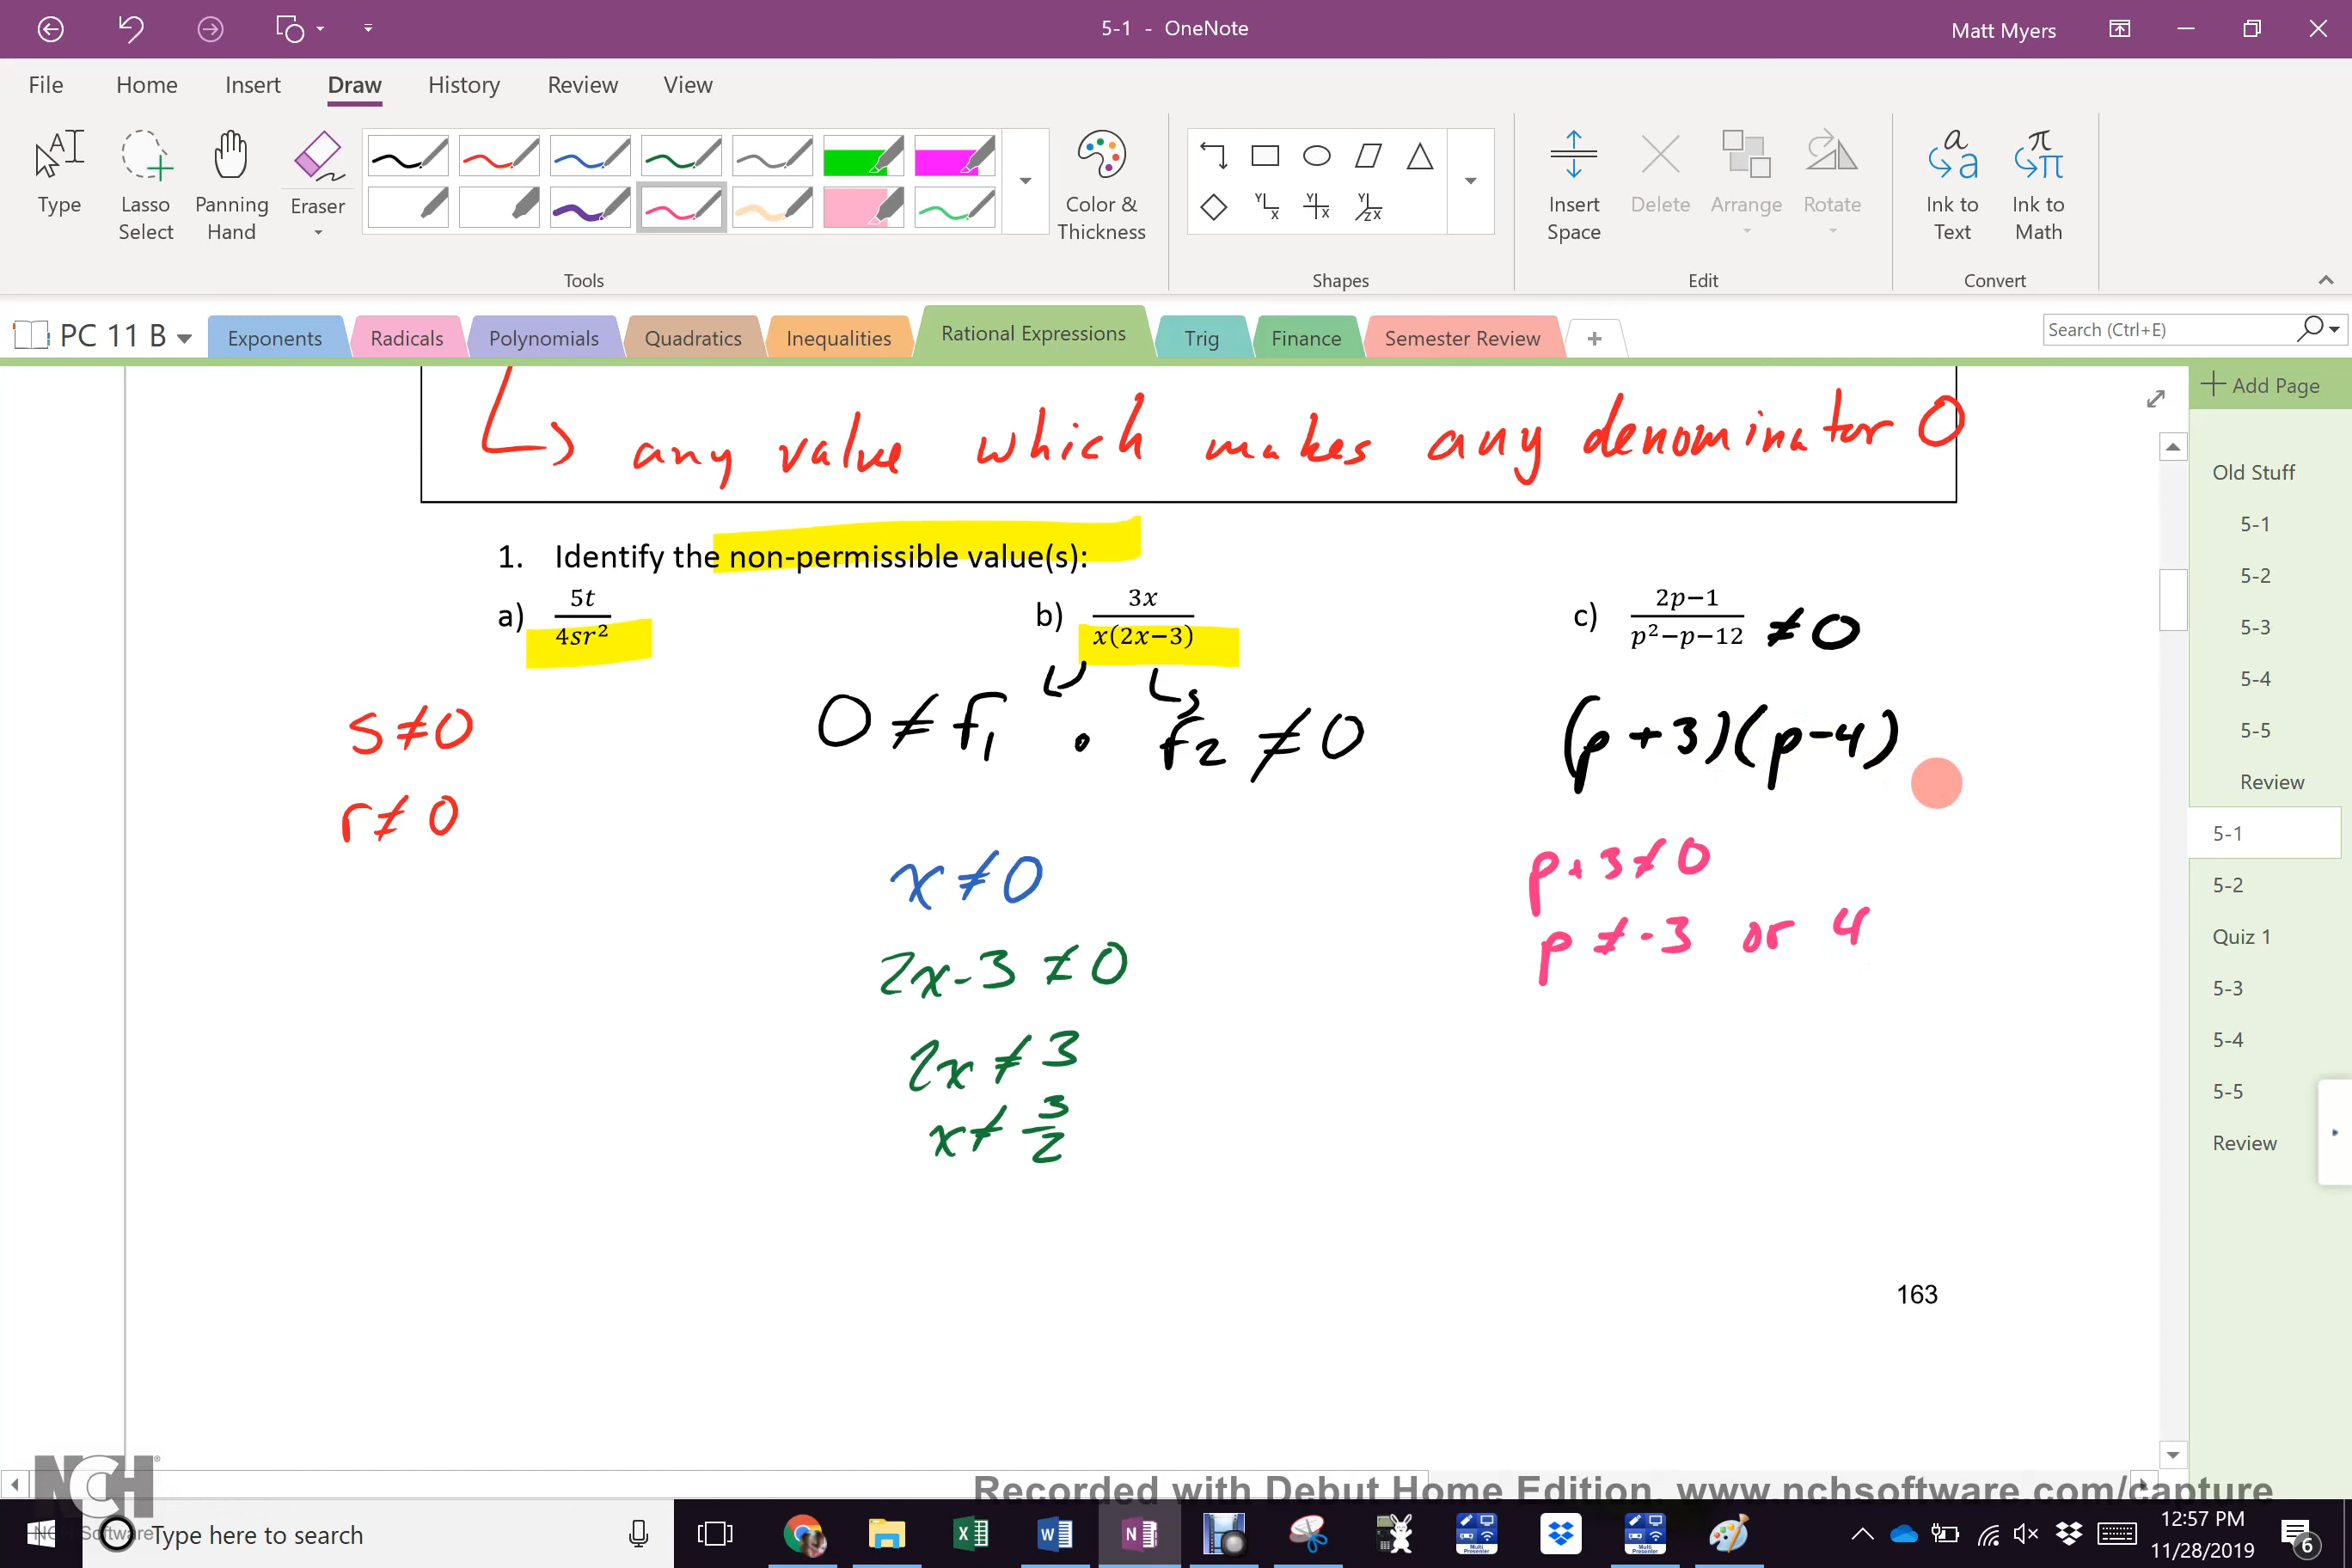 5-1 - OneNote
Matt Myers
File Home Insert Draw History Review View
Type
Lasso Select
Panning Hand
Eraser
Color & Thickness
Insert Space
Delete
Arrange
Rotate
Ink to Text
Ink to Math
Tools
Shapes
Edit
Convert
PC 11 B
Exponents Radicals Polynomials Quadratics Inequalities Rational Expressions Trig Finance Semester Review
Search (Ctrl+E)
Add Page
Old Stuff
5-1
5-2
5-3
5-4
5-5
Review
5-1
5-2
Quiz 1
5-3
5-4
5-5
Review
↳ any value which makes any denominator 0
1. Identify the non-permissible value(s):
a) 5t / 4sr²
b) 3x / x(2x−3)
c) 2p−1 / p²−p−12 ≠ 0
s ≠ 0
r ≠ 0
0 ≠ f₁ • f₂ ≠ 0
x ≠ 0
2x - 3 ≠ 0
2x ≠ 3
x ≠ 3/2
(p + 3)(p - 4)
p + 3 ≠ 0
p ≠ -3 or 4
163
NCH
NCH Software
Recorded with Debut Home Edition. www.nchsoftware.com/capture
Type here to search
12:57 PM
11/28/2019
6